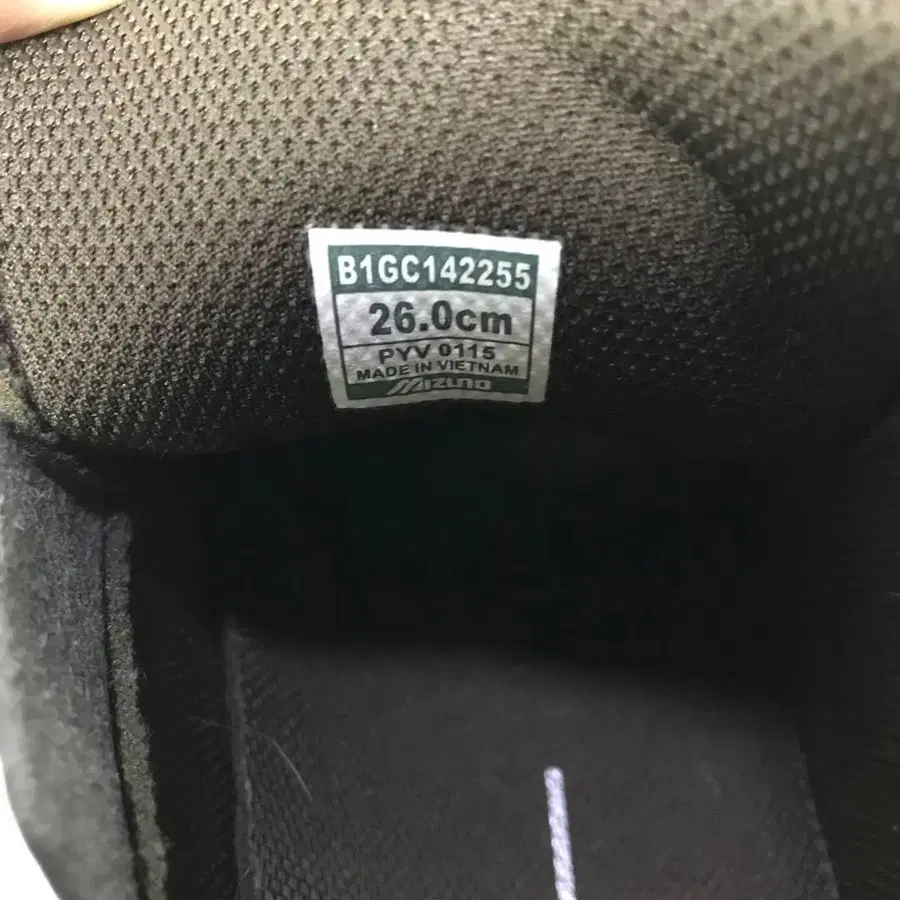 B1GC142255
26.0cm
PYV 0115
MADE IN VIETNAM
MIZUNO